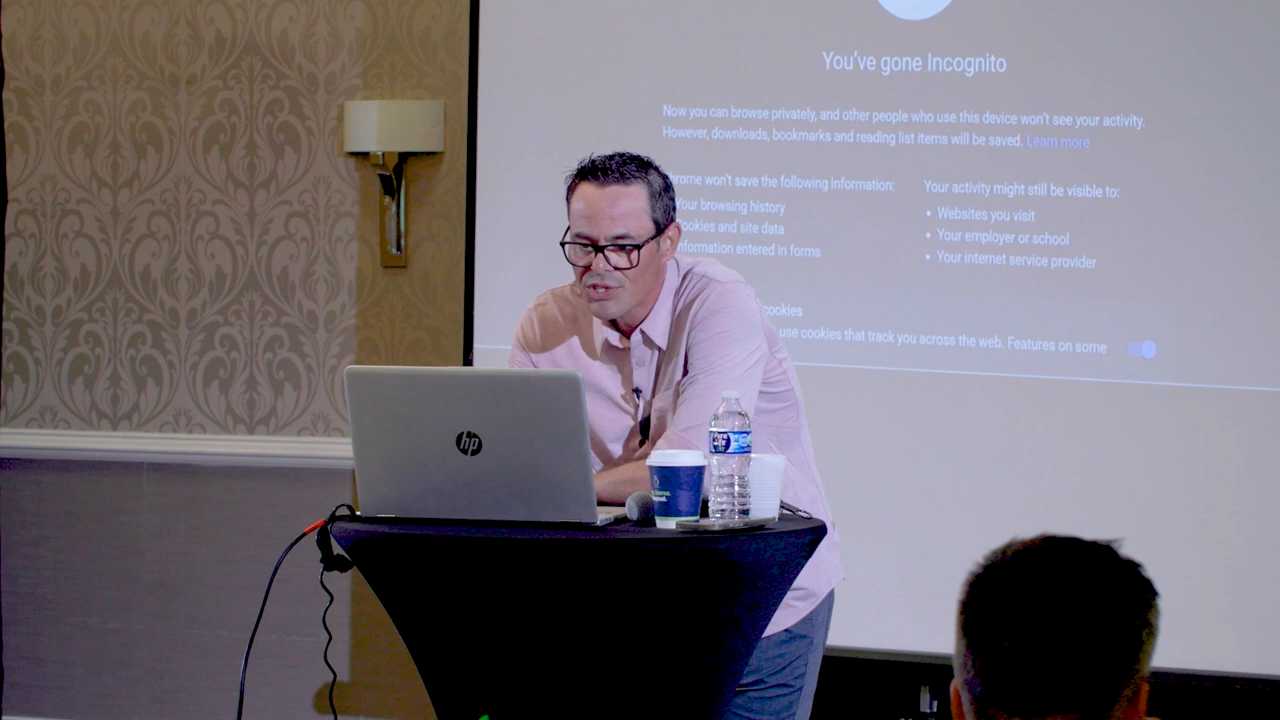 You've gone Incognito
Now you can browse privately, and other people who use this device won't see your activity.
However, downloads, bookmarks and reading list items will be saved. Learn more
won't save the following information:
Your browsing history
and site data
entered in forms
Your activity might still be visible to:
• Websites you visit
• Your employer or school
• Your internet service provider
cookies
use cookies that track you across the web. Features on some
hp